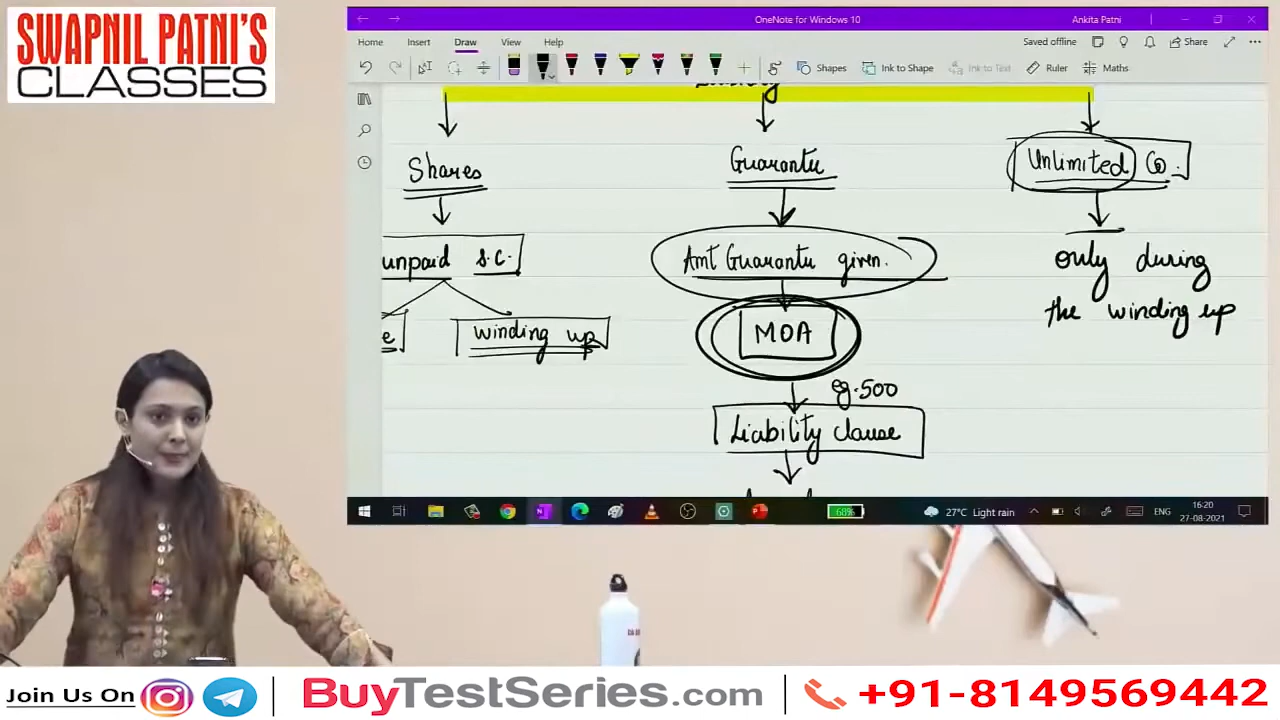 SWAPNIL PATNI'S
CLASSES
OneNote for Windows 10
Ankita Patni
Home
Insert
Draw
View
Help
Saved offline
Share
Shapes
Ink to Shape
Ink to Text
Ruler
Maths
Shares
Guarantee
Unlimited Co.
unpaid s.c.
Amt Guarantee given.
only during
the winding up
e
winding up
MOA
eg. 500
Liability clause
68%
27°C Light rain
ENG
16:20
27-08-2021
Join Us On
BuyTestSeries.com
+91-8149569442